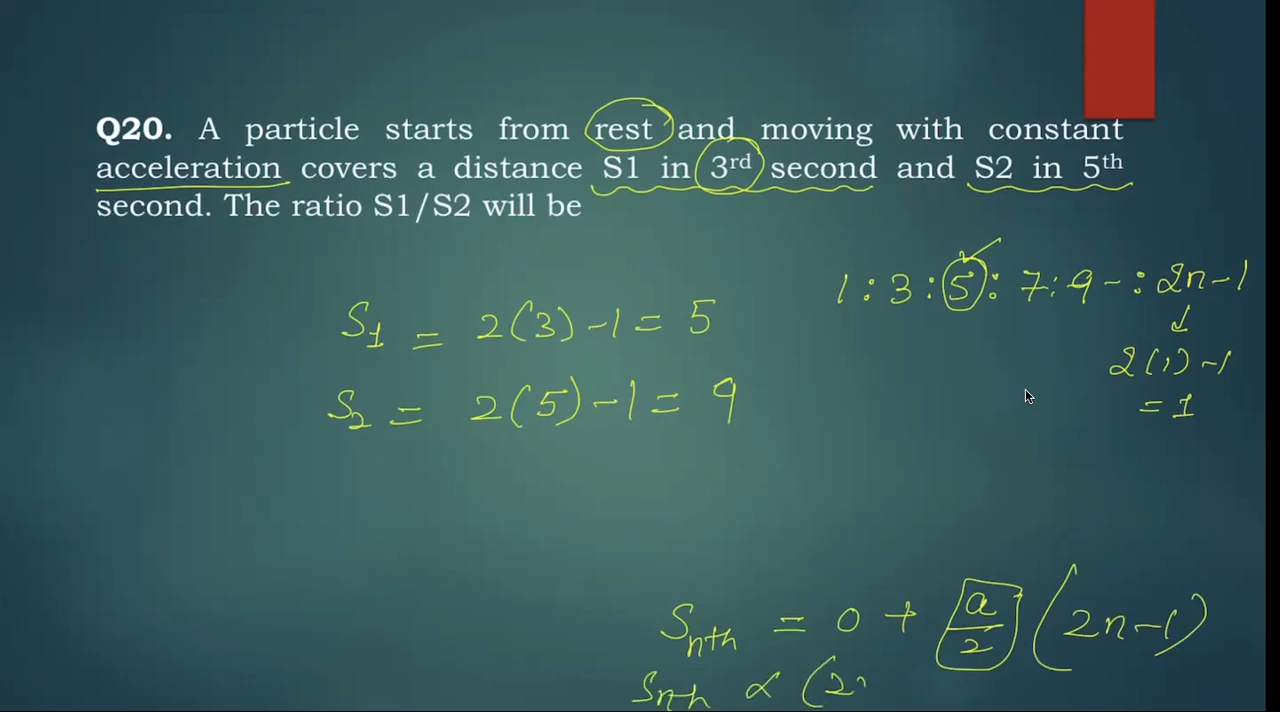 Q20. A particle starts from rest and moving with constant
acceleration covers a distance S1 in 3rd second and S2 in 5th
second. The ratio S1/S2 will be
1 : 3 : 5 : 7 : 9 - : 2n-1
S1 = 2(3)-1 = 5
2(1)-1
= 1
S2 = 2(5)-1 = 9
Snth = 0 + a/2 (2n-1)
Snth ∝ (2